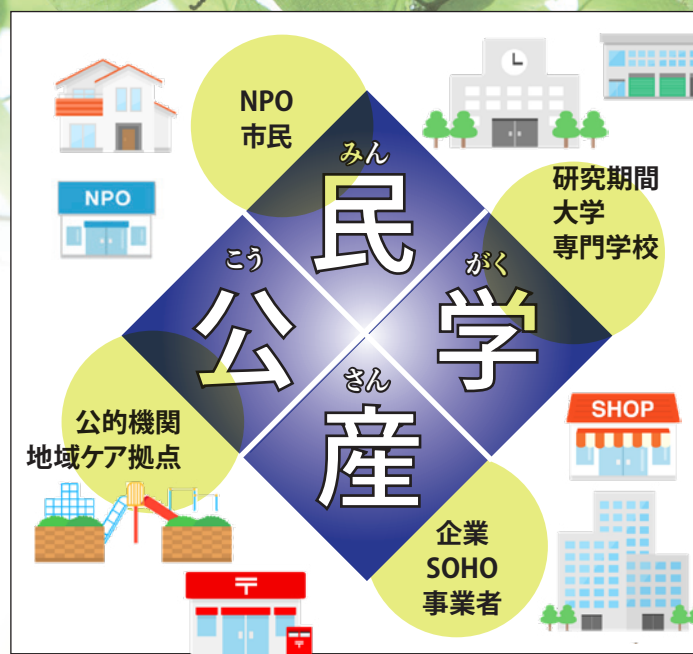 NPO
市民
みん
民
NPO
研究期間
大学
専門学校
こう
公
がく
学
さん
産
SHOP
公的機関
地域ケア拠点
企業
SOHO
事業者
〒
〒